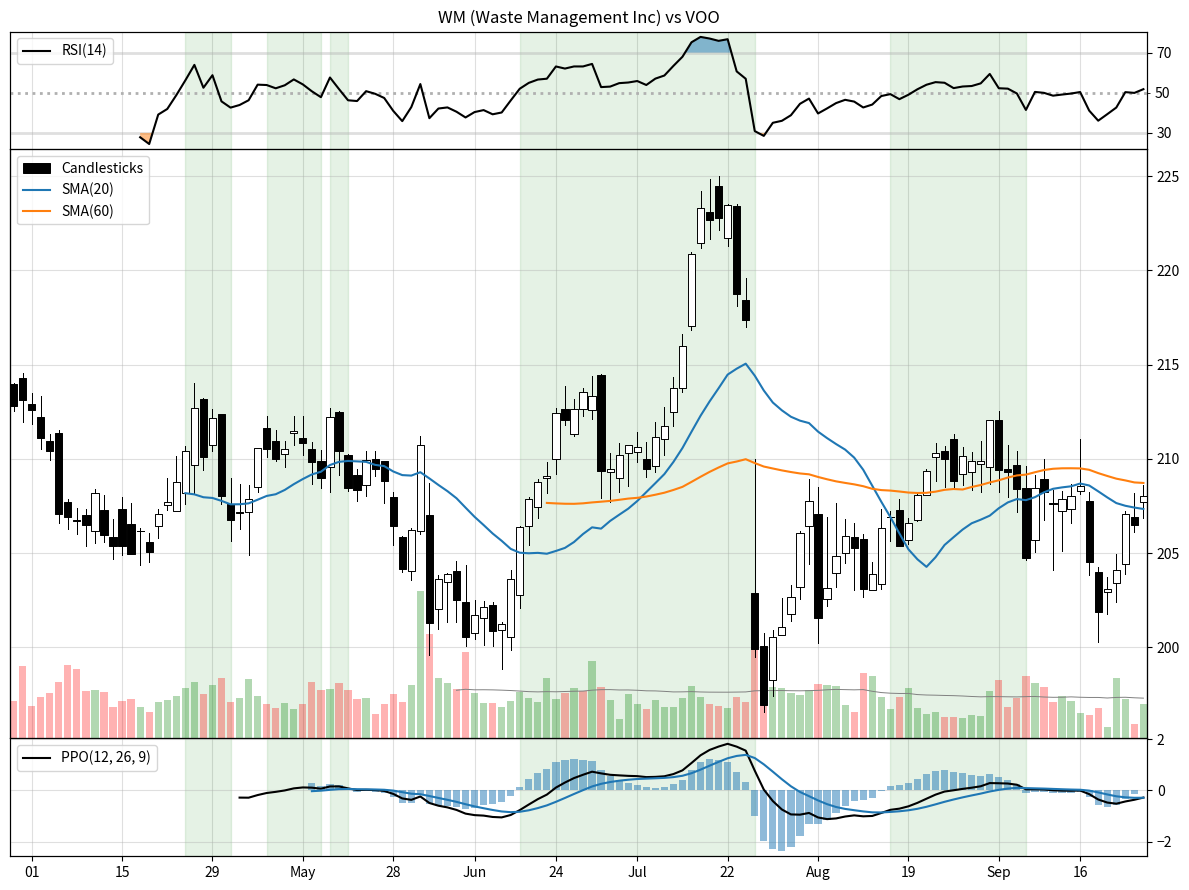 WM (Waste Management Inc) vs VOO
RSI(14)
70
50
30
Candlesticks
SMA(20)
SMA(60)
225
220
215
210
205
200
PPO(12, 26, 9)
2
0
−2
01 15 29 May 28 Jun 24 Jul 22 Aug 19 Sep 16